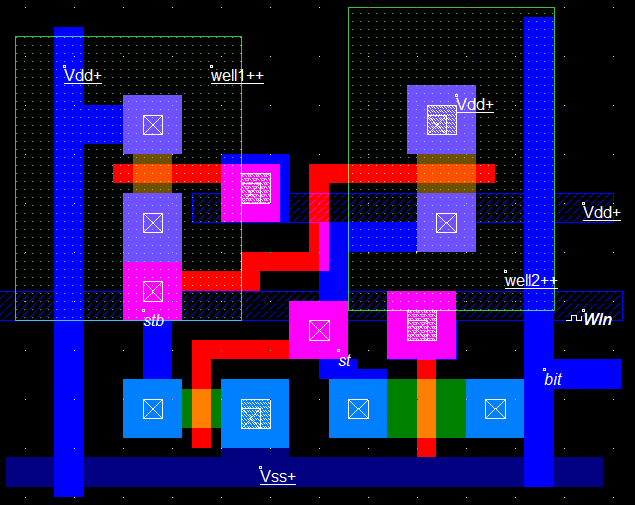 Vdd+
well1++
Vdd+
Vdd+
well2++
stb
Wln
st
bit
Vss+